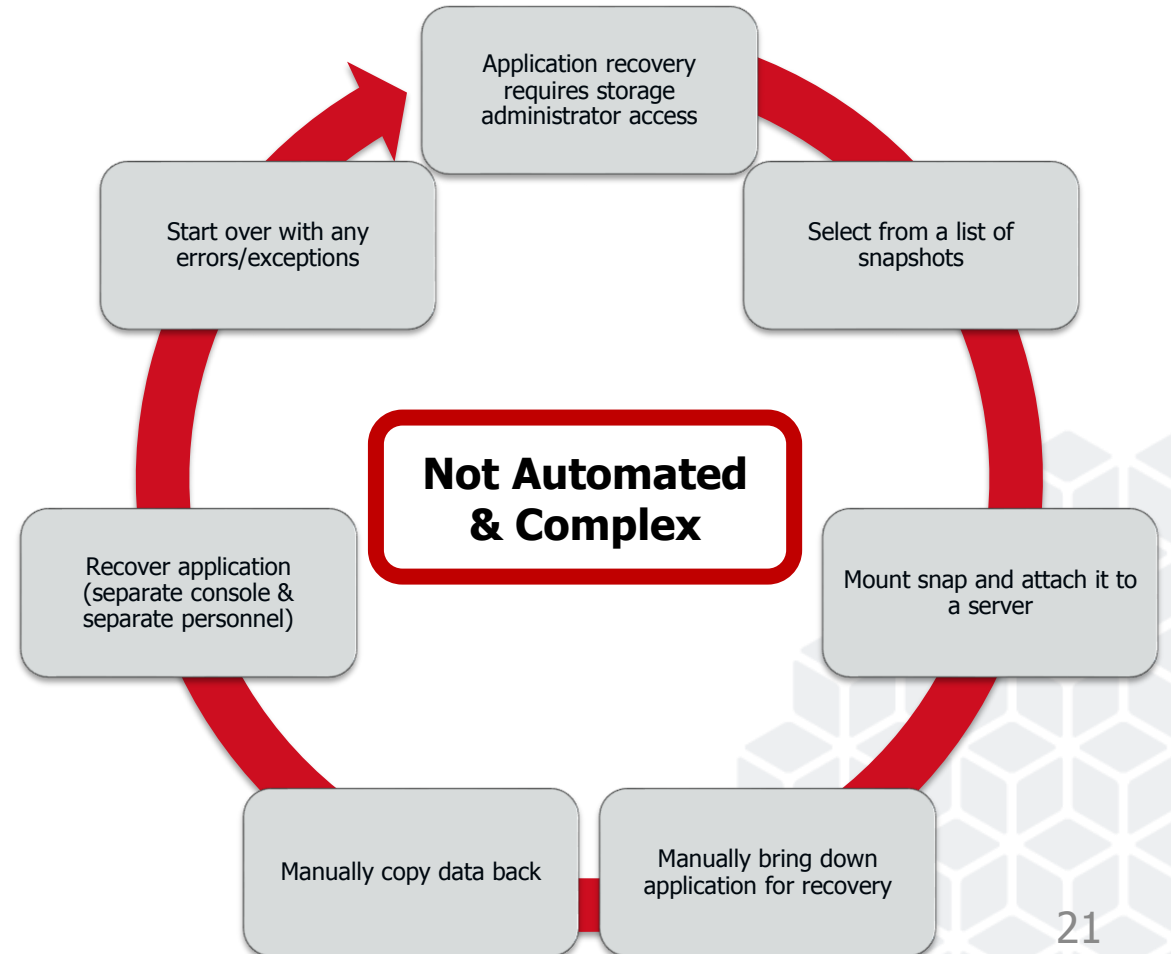 Application recovery
requires storage
administrator access
Select from a list of
snapshots
Mount snap and attach it to
a server
Manually bring down
application for recovery
Manually copy data back
Recover application
(separate console &
separate personnel)
Start over with any
errors/exceptions
Not Automated
& Complex
21